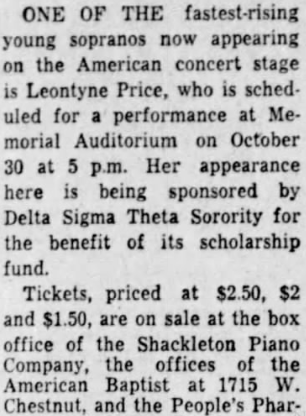 ONE OF THE fastest-rising
young sopranos now appearing
on the American concert stage
is Leontyne Price, who is sched-
uled for a performance at Me-
morial Auditorium on October
30 at 5 p.m. Her appearance
here is being sponsored by
Delta Sigma Theta Sorority for
the benefit of its scholarship
fund.
Tickets, priced at $2.50, $2
and $1.50, are on sale at the box
office of the Shackleton Piano
Company, the offices of the
American Baptist at 1715 W.
Chestnut, and the People's Phar-